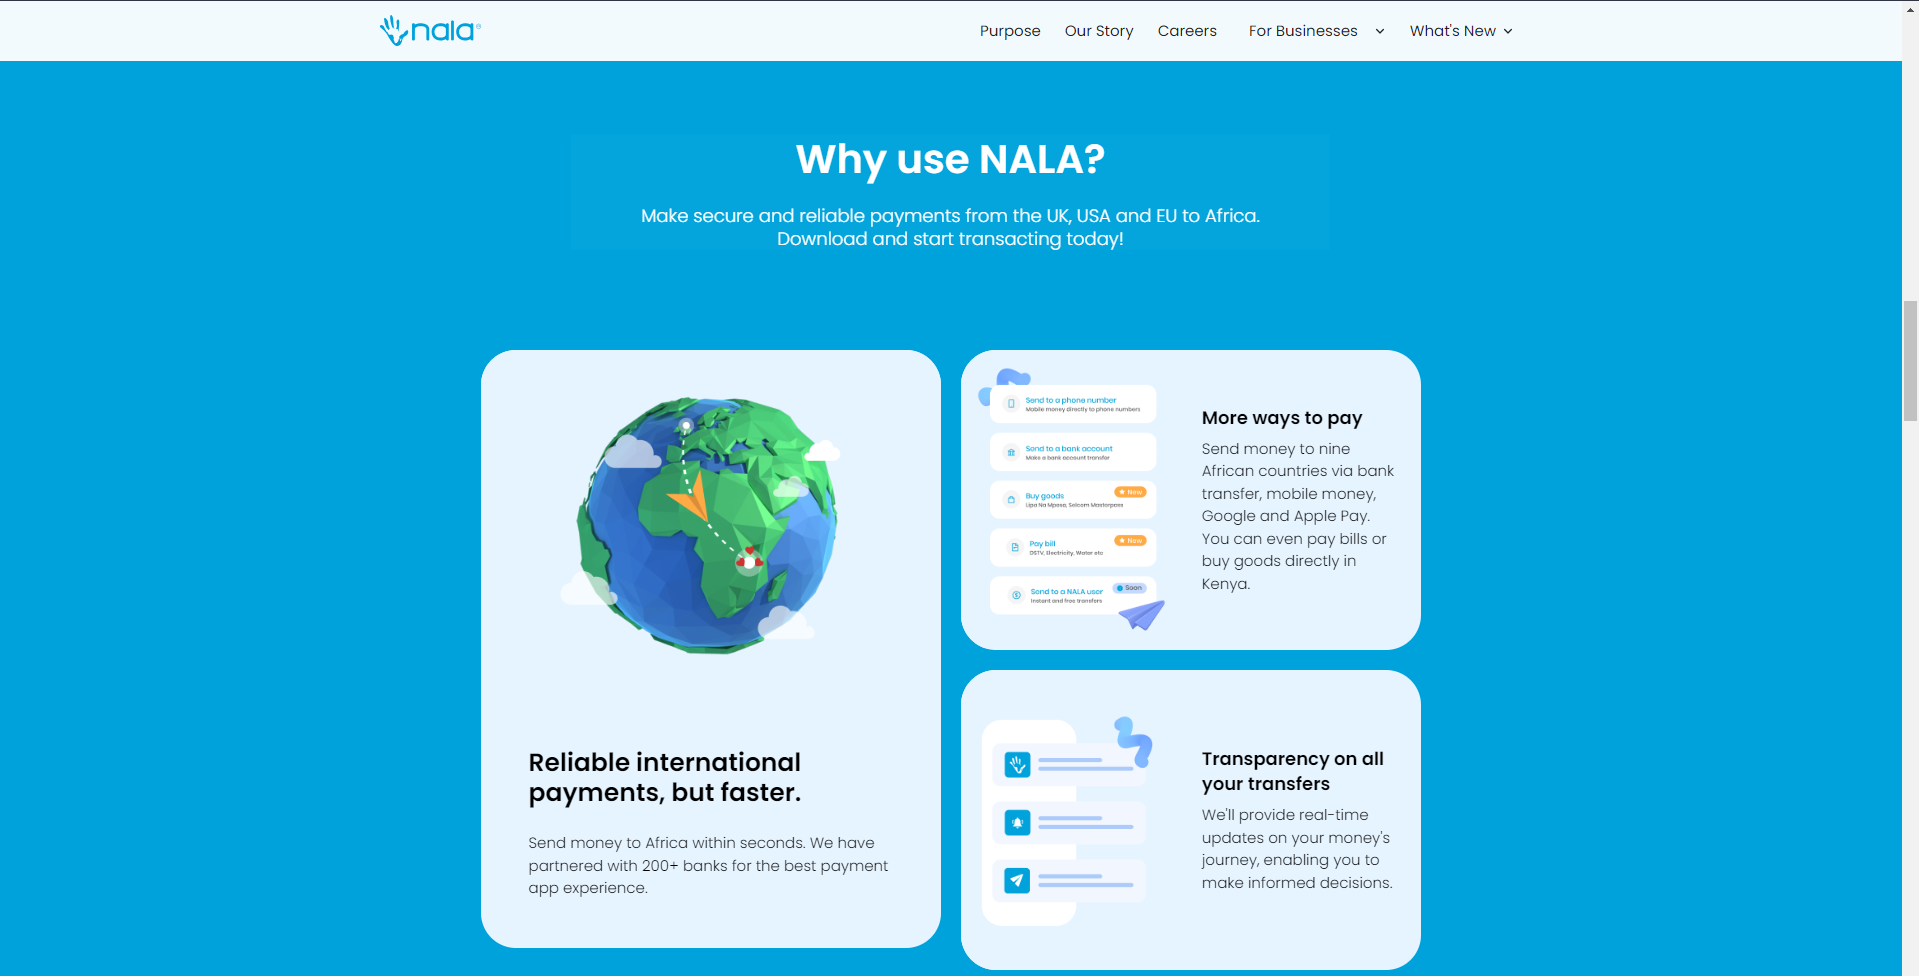 nala®
Purpose
Our Story
Careers
For Businesses
What's New
Why use NALA?
Make secure and reliable payments from the UK, USA and EU to Africa.
Download and start transacting today!
Reliable international
payments, but faster.
Send money to Africa within seconds. We have
partnered with 200+ banks for the best payment
app experience.
Send to a phone number
Mobile money directly to phone numbers
Send to a bank account
Make a bank account transfer
Buy goods
New
Lipa Na Mpesa, Selcom Masterpass
Pay bill
New
DSTV, Electricity, Water etc
Send to a NALA user
Soon
Instant and free transfers
More ways to pay
Send money to nine
African countries via bank
transfer, mobile money,
Google and Apple Pay.
You can even pay bills or
buy goods directly in
Kenya.
Transparency on all
your transfers
We'll provide real-time
updates on your money's
journey, enabling you to
make informed decisions.